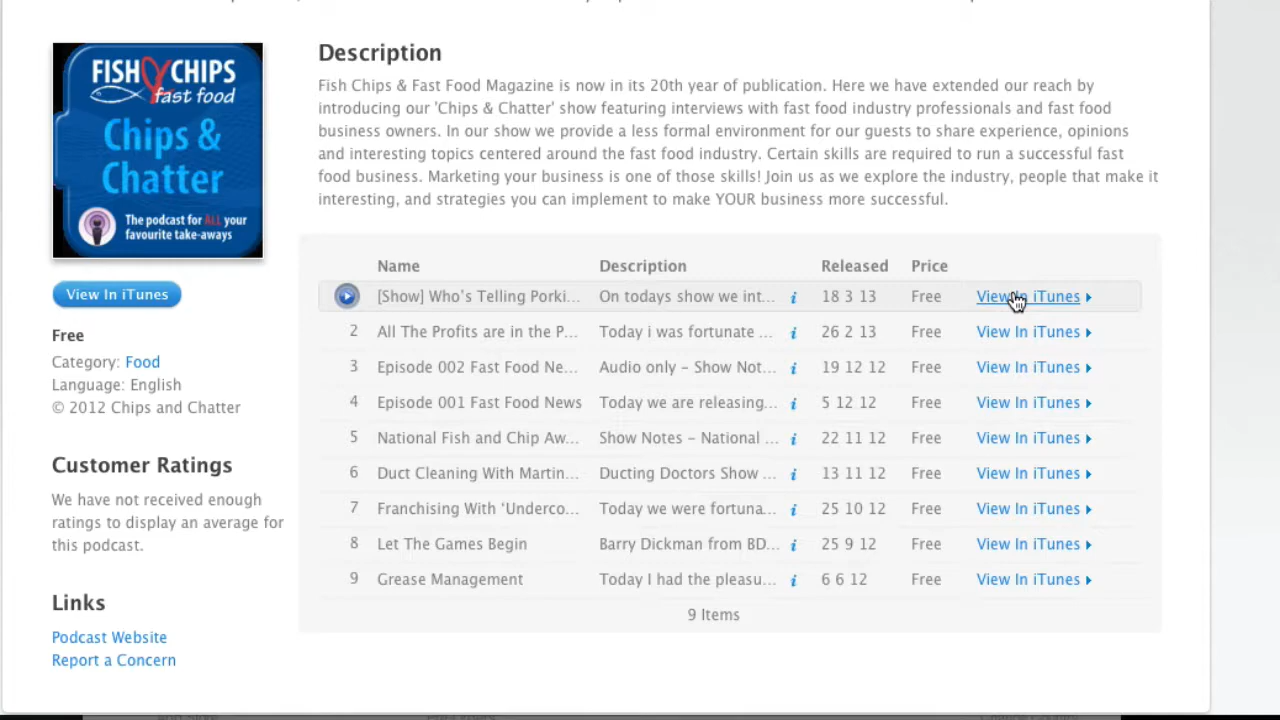 FISH Y CHIPS
fast food
Chips &
Chatter
The podcast for ALL your
favourite take-aways
View In iTunes
Free
Category: Food
Language: English
© 2012 Chips and Chatter
Customer Ratings
We have not received enough
ratings to display an average for
this podcast.
Links
Podcast Website
Report a Concern
Description
Fish Chips & Fast Food Magazine is now in its 20th year of publication. Here we have extended our reach by
introducing our 'Chips & Chatter' show featuring interviews with fast food industry professionals and fast food
business owners. In our show we provide a less formal environment for our guests to share experience, opinions
and interesting topics centered around the fast food industry. Certain skills are required to run a successful fast
food business. Marketing your business is one of those skills! Join us as we explore the industry, people that make it
interesting, and strategies you can implement to make YOUR business more successful.
Name Description Released Price
[Show] Who's Telling Porki... On todays show we int... i 18 3 13 Free View In iTunes
2 All The Profits are in the P... Today i was fortunate ... i 26 2 13 Free View In iTunes
3 Episode 002 Fast Food Ne... Audio only – Show Not... i 19 12 12 Free View In iTunes
4 Episode 001 Fast Food News Today we are releasing... i 5 12 12 Free View In iTunes
5 National Fish and Chip Aw... Show Notes – National ... i 22 11 12 Free View In iTunes
6 Duct Cleaning With Martin... Ducting Doctors Show ... i 13 11 12 Free View In iTunes
7 Franchising With 'Underco... Today we were fortuna... i 25 10 12 Free View In iTunes
8 Let The Games Begin Barry Dickman from BD... i 25 9 12 Free View In iTunes
9 Grease Management Today I had the pleasu... i 6 6 12 Free View In iTunes
9 Items